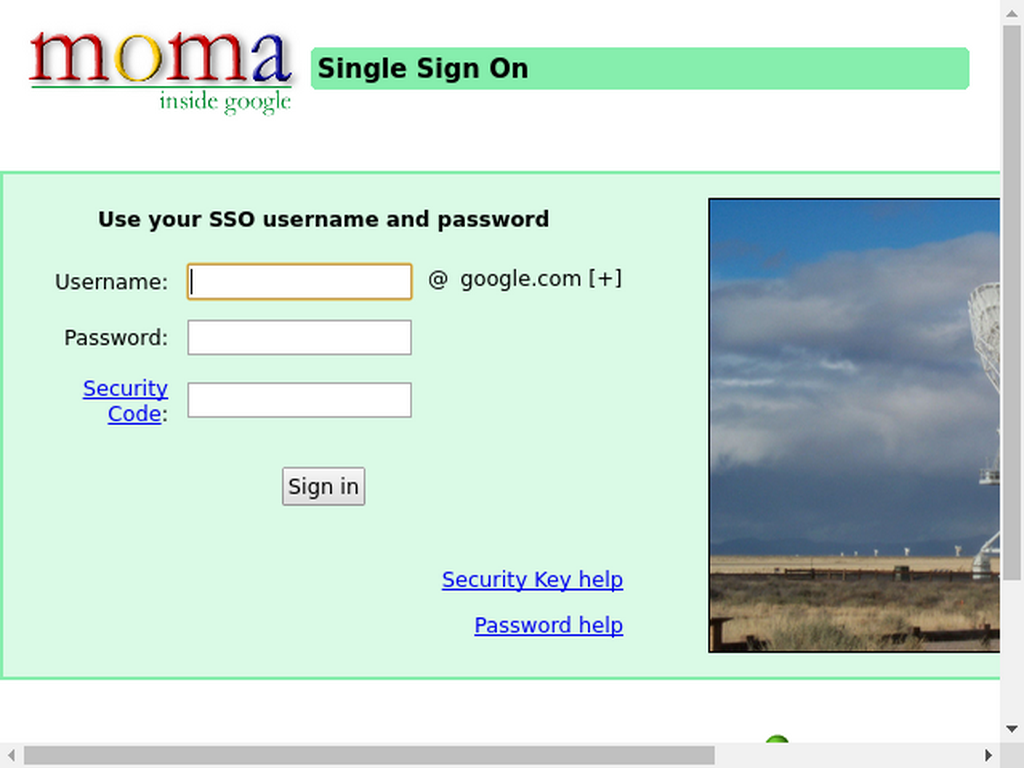 moma
inside google
Single Sign On
Use your SSO username and password
Username:
@ google.com [+]
Password:
Security
Code:
Sign in
Security Key help
Password help